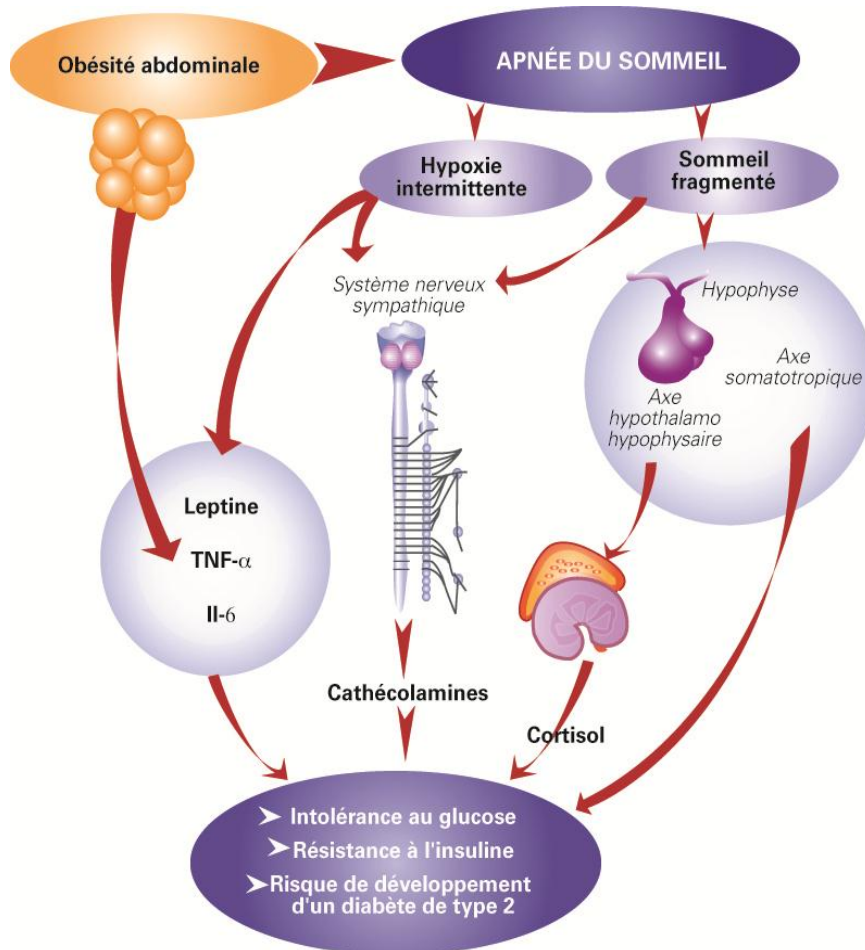 Obésité abdominale
APNÉE DU SOMMEIL
Hypoxie
intermittente
Sommeil
fragmenté
Système nerveux
sympathique
Hypophyse
Axe
somatotropique
Axe
hypothalamo
hypophysaire
Leptine
TNF-α
Il-6
Cathécolamines
Cortisol
Intolérance au glucose
Résistance à l'insuline
Risque de développement
d'un diabète de type 2